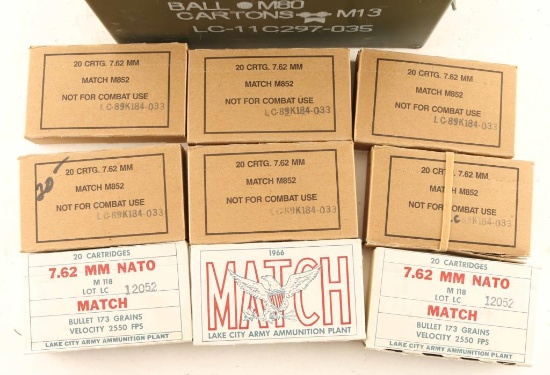 BALL M80
CARTONS M13
LC-11C297-035
20 CRTG. 7.62 MM
MATCH M852
NOT FOR COMBAT USE
LC-89K184-033
20 CRTG. 7.62 MM
MATCH M852
NOT FOR COMBAT USE
LC-89K184-033
20 CRTG. 7.62 MM
MATCH M852
NOT FOR COMBAT USE
LC-89K184-033
20-
20 CRTG. 7.62 MM
MATCH M852
NOT FOR COMBAT USE
LC-89K184-033
20 CRTG. 7.62 MM
MATCH M852
NOT FOR COMBAT USE
LC-89K184-033
20 CRTG. 7.62 MM
MATCH M852
NOT FOR COMBAT USE
LC-89K184-033
20 CARTRIDGES
7.62 MM NATO
M 118
LOT LC 12052
MATCH
BULLET 173 GRAINS
VELOCITY 2550 FPS
LAKE CITY ARMY AMMUNITION PLANT
1966
MATCH
LAKE CITY ARMY AMMUNITION PLANT
20 CARTRIDGES
7.62 MM NATO
M 118
LOT LC 12052
MATCH
BULLET 173 GRAINS
VELOCITY 2550 FPS
LAKE CITY ARMY AMMUNITION PLANT